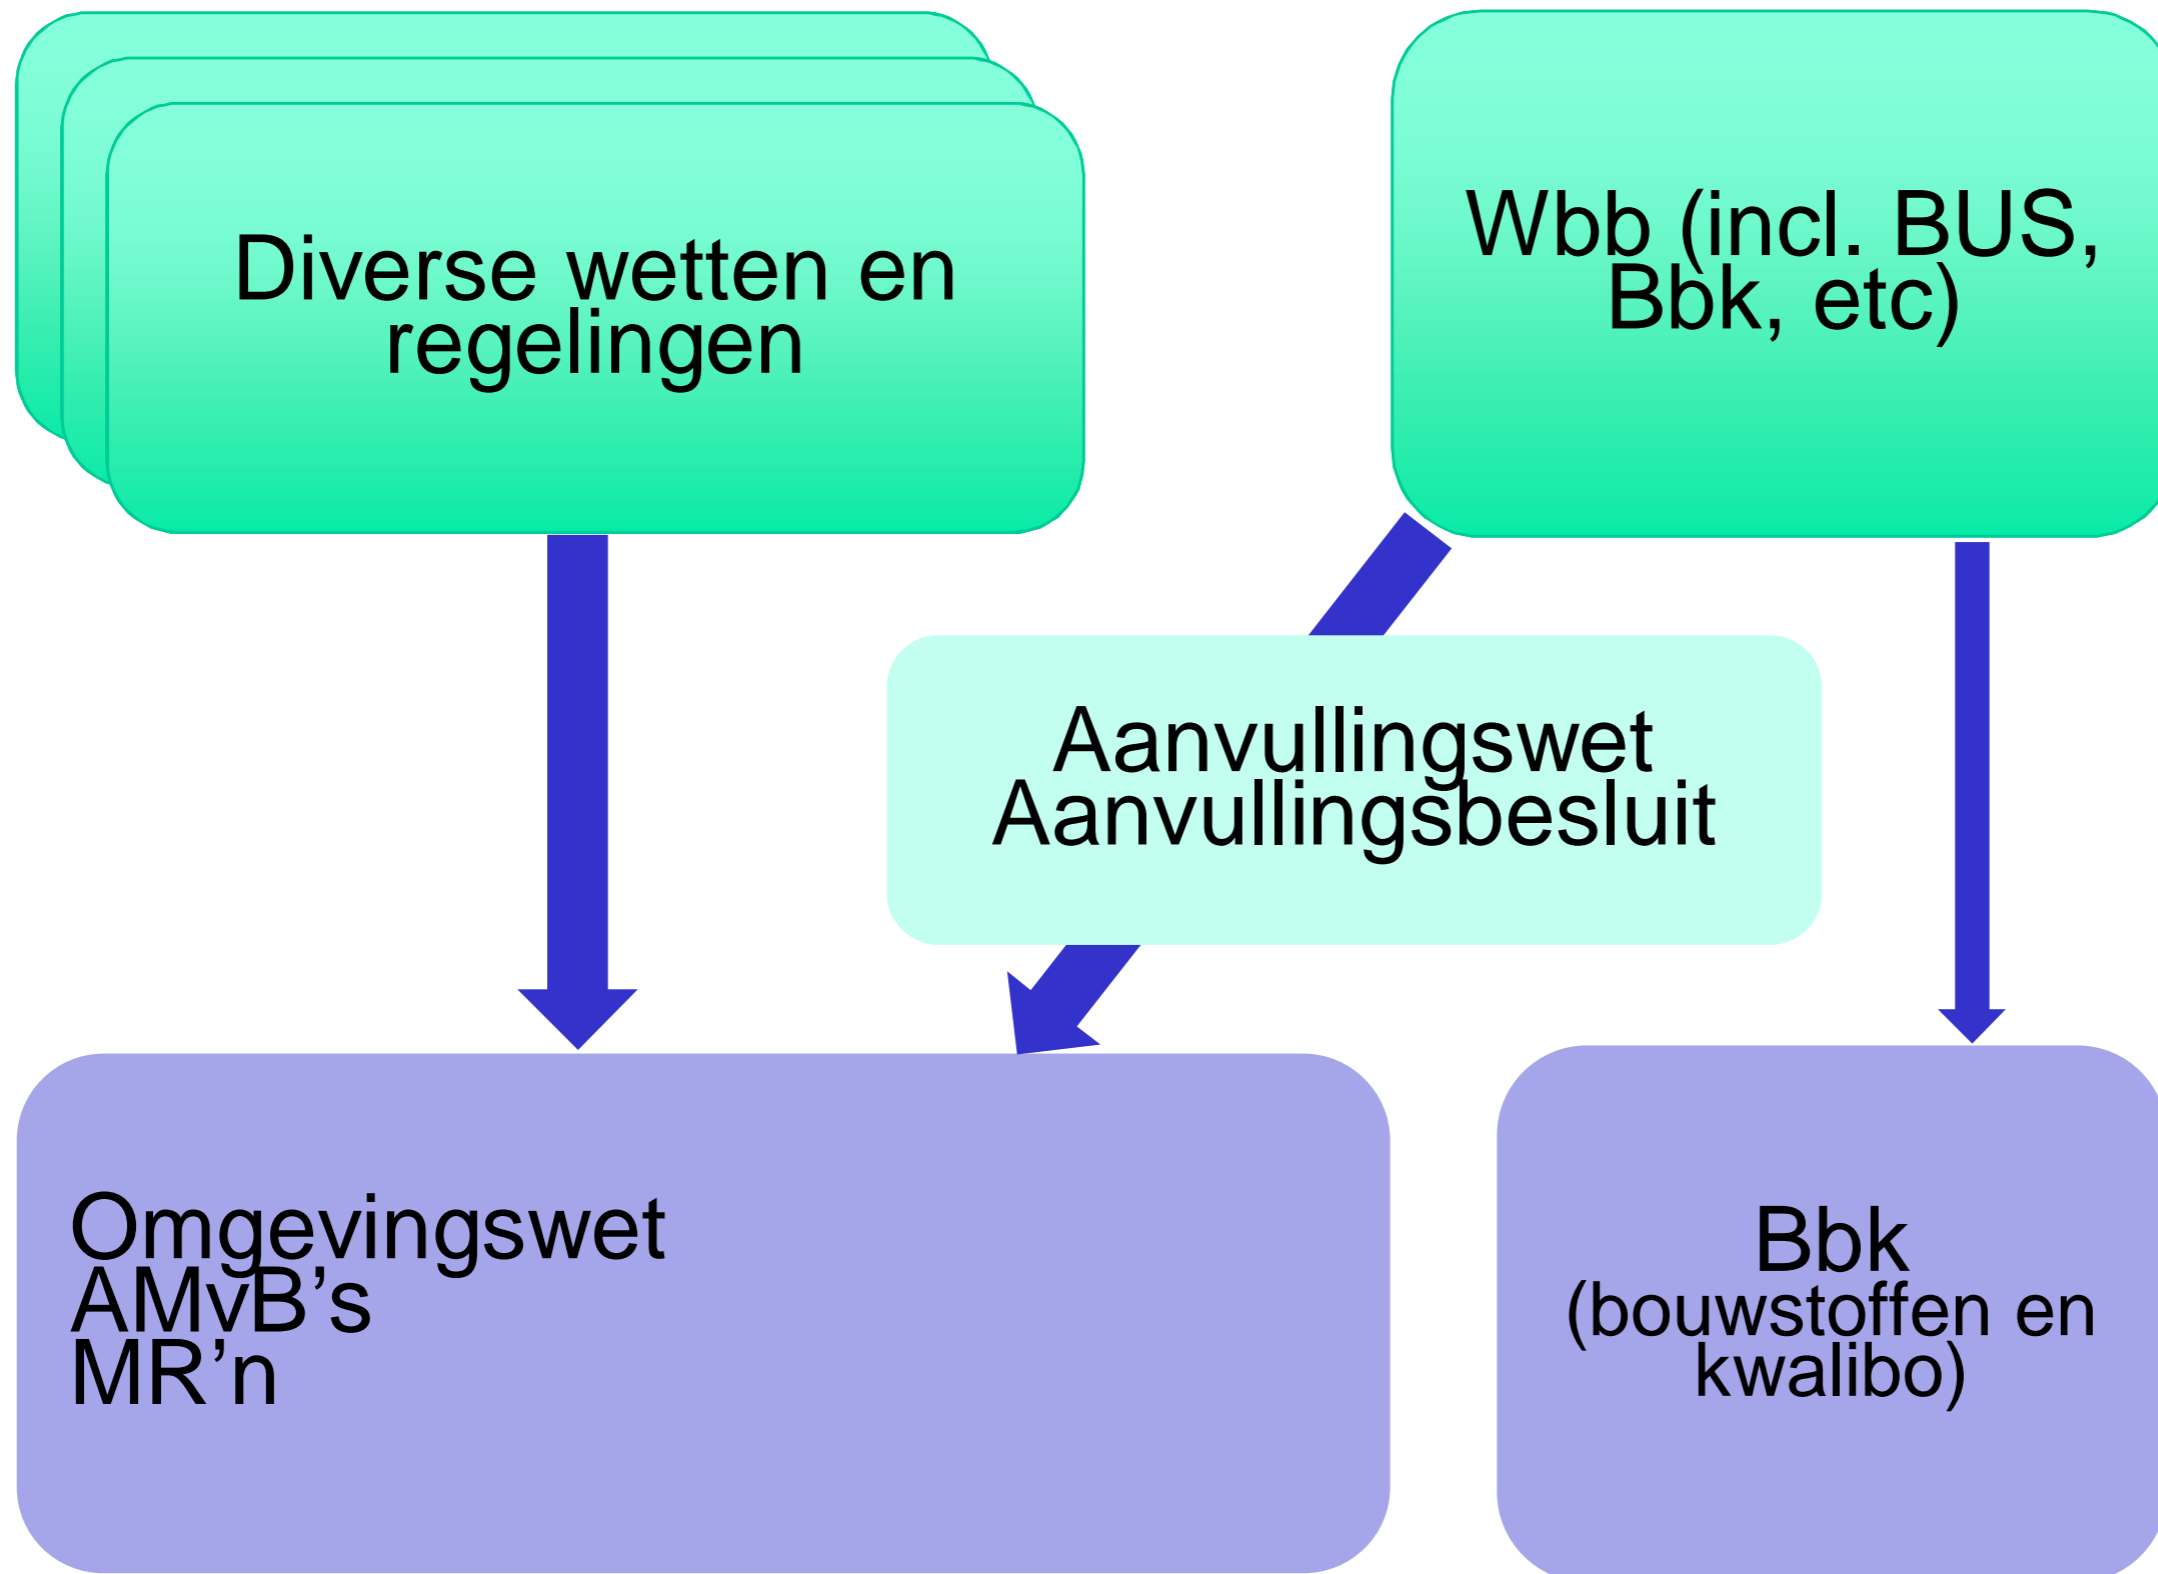 Diverse wetten en
regelingen
Wbb (incl. BUS,
Bbk, etc)
Aanvullingswet
Aanvullingsbesluit
Omgevingswet
AMvB’s
MR’n
Bbk
(bouwstoffen en
kwalibo)